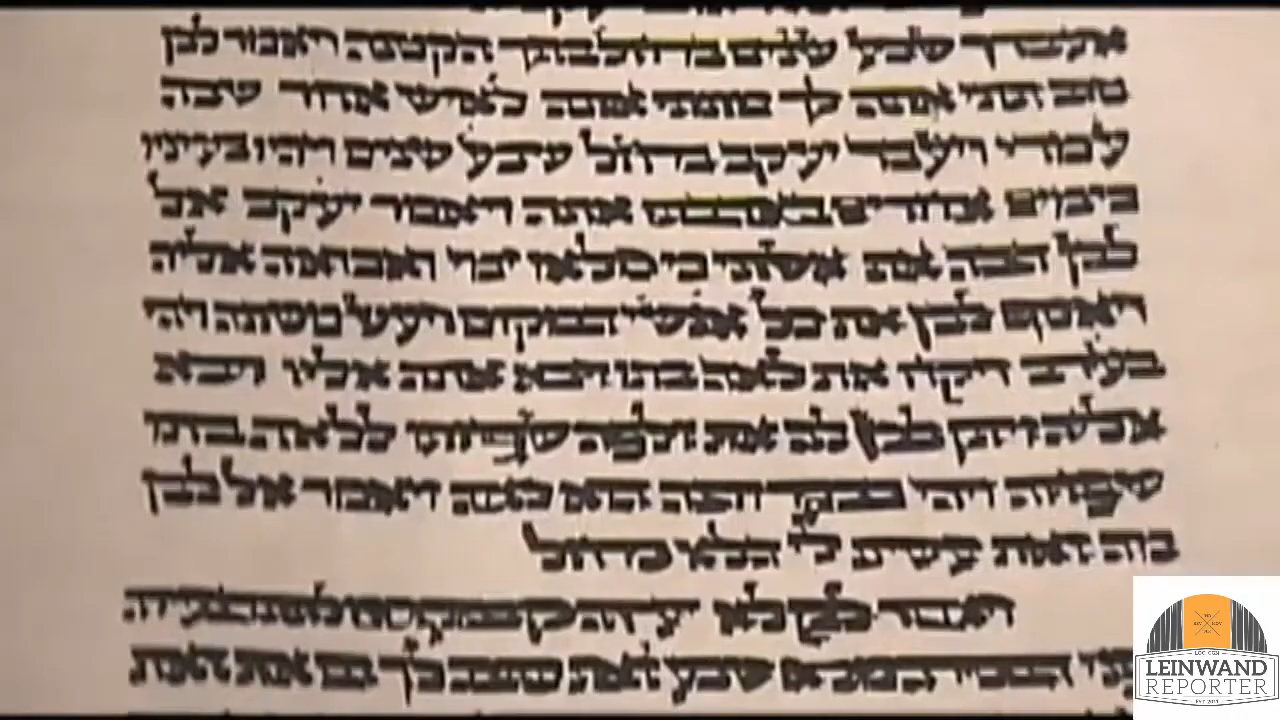 אעבדך שבע שנים ברחל בתך הקטנה ויאמר לבן
טוב תתי אתה לך מתתי אתה לאיש אחר שבה
עמדי ויעבד יעקב ברחל שבע שנים ויהיו בעיניו
כימים אחדים באהבתו אתה ויאמר יעקב אל
לבן הבה את אשתי כי מלאו ימי ואבואה אליה
ויאסף לבן את כל אנשי המקום ויעש משתה ויהי
בערב ויקח את לאה בתו ויבא אתה אליו ויבא
אליה ויתן לבן לה את זלפה שפחתו ללאה בתו
שפחה ויהי בבקר והנה הוא לאה ויאמר אל לבן
מה זאת עשית לי הלא ברחל
ויאמר לבן לא יעשה כן במקומנו לתת הצעירה
הבכירה מלא שבע זאת ונתנה לך גם את זאת
LEINWAND
REPORTER